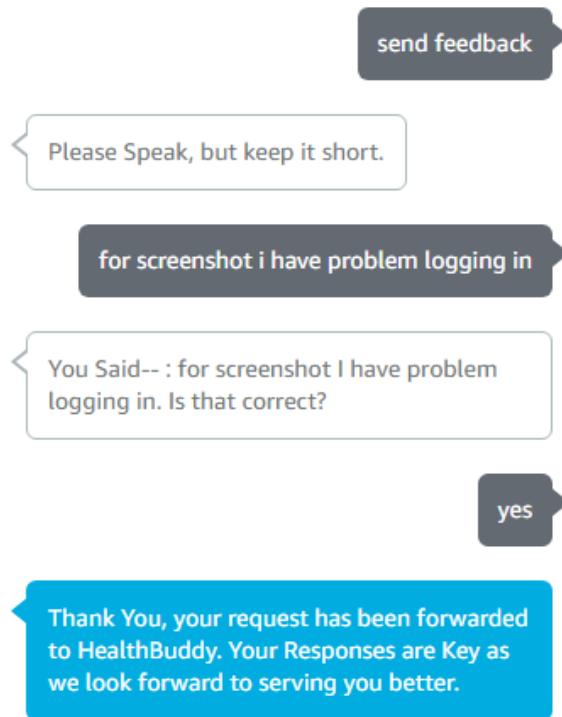 send feedback
Please Speak, but keep it short.
for screenshot i have problem logging in
You Said-- : for screenshot I have problem
logging in. Is that correct?
yes
Thank You, your request has been forwarded
to HealthBuddy. Your Responses are Key as
we look forward to serving you better.